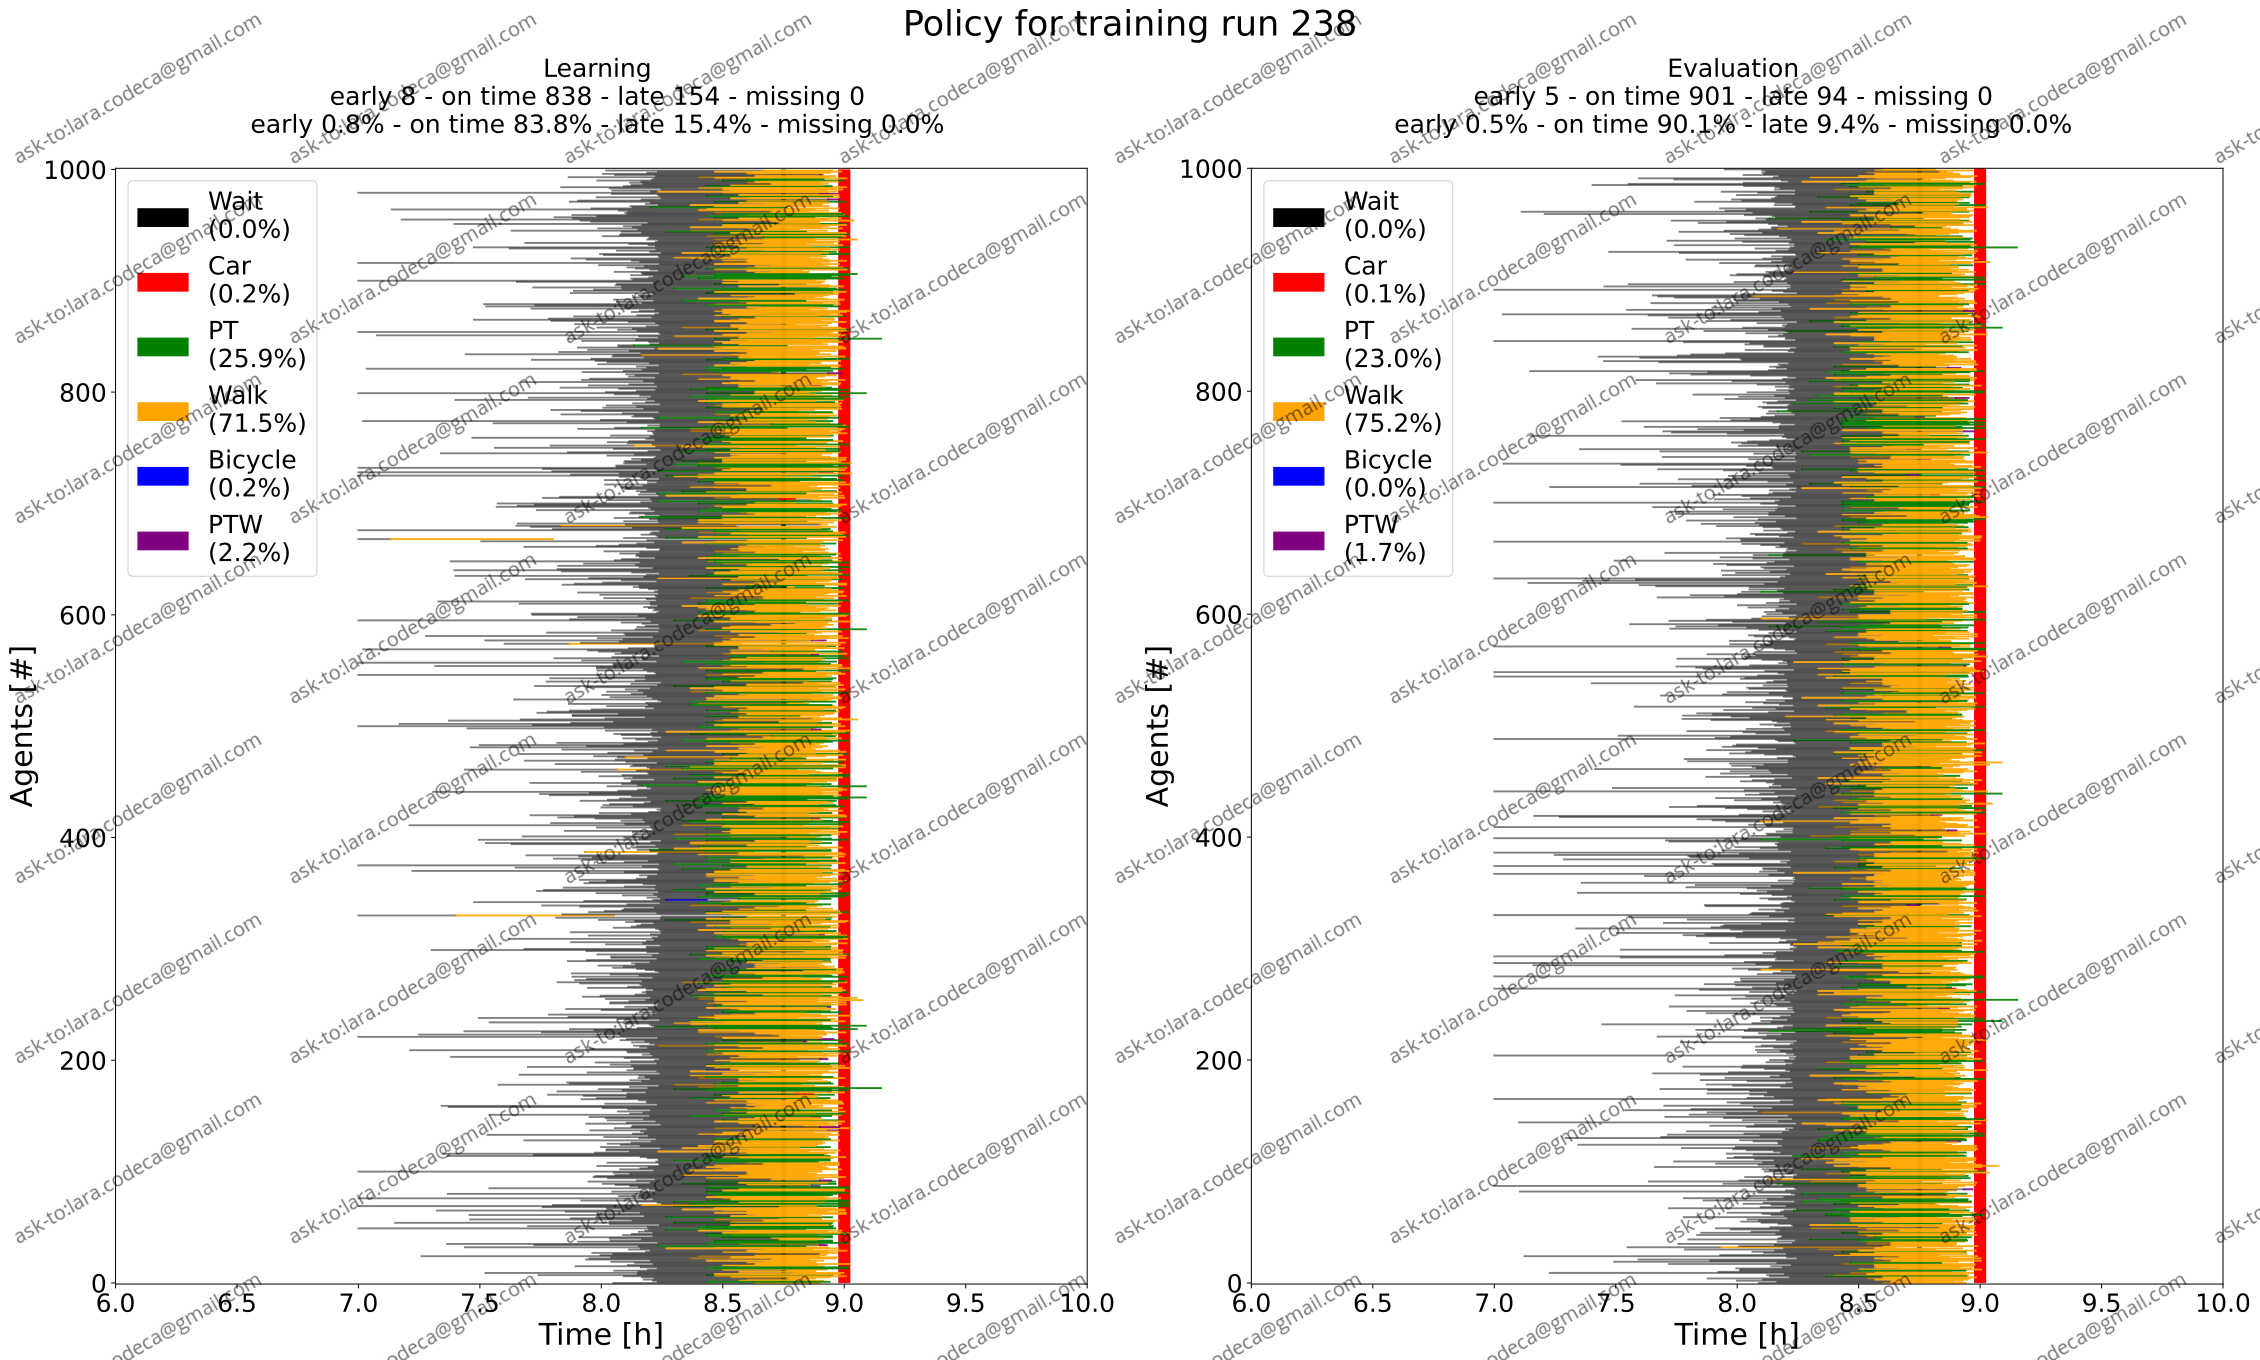 Policy for training run 238
Learning
early 8 - on time 838 - late 154 - missing 0
early 0.8% - on time 83.8% - late 15.4% - missing 0.0%
1000
800
600
400
200
0
Agents [#]
Wait
(0.0%)
Car
(0.2%)
PT
(25.9%)
Walk
(71.5%)
Bicycle
(0.2%)
PTW
(2.2%)
6.0 6.5 7.0 7.5 8.0 8.5 9.0 9.5 10.0
Time [h]
Evaluation
early 5 - on time 901 - late 94 - missing 0
early 0.5% - on time 90.1% - late 9.4% - missing 0.0%
1000
800
600
400
200
0
Agents [#]
Wait
(0.0%)
Car
(0.1%)
PT
(23.0%)
Walk
(75.2%)
Bicycle
(0.0%)
PTW
(1.7%)
6.0 6.5 7.0 7.5 8.0 8.5 9.0 9.5 10.0
Time [h]
ask-to:lara.codeca@gmail.com